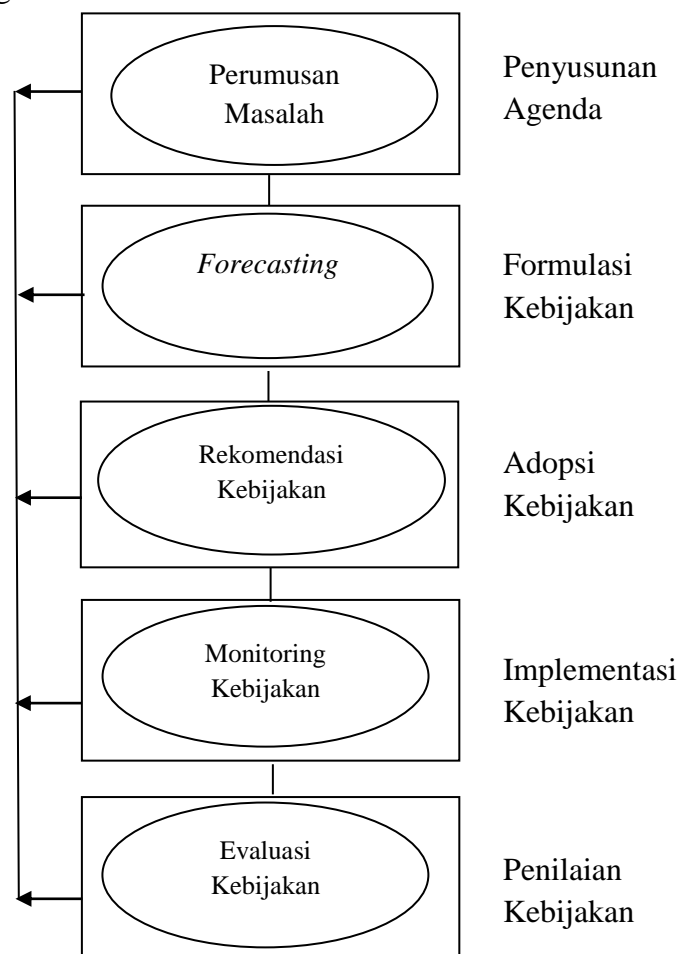 Perumusan
Masalah
Penyusunan
Agenda
Forecasting
Formulasi
Kebijakan
Rekomendasi
Kebijakan
Adopsi
Kebijakan
Monitoring
Kebijakan
Implementasi
Kebijakan
Evaluasi
Kebijakan
Penilaian
Kebijakan